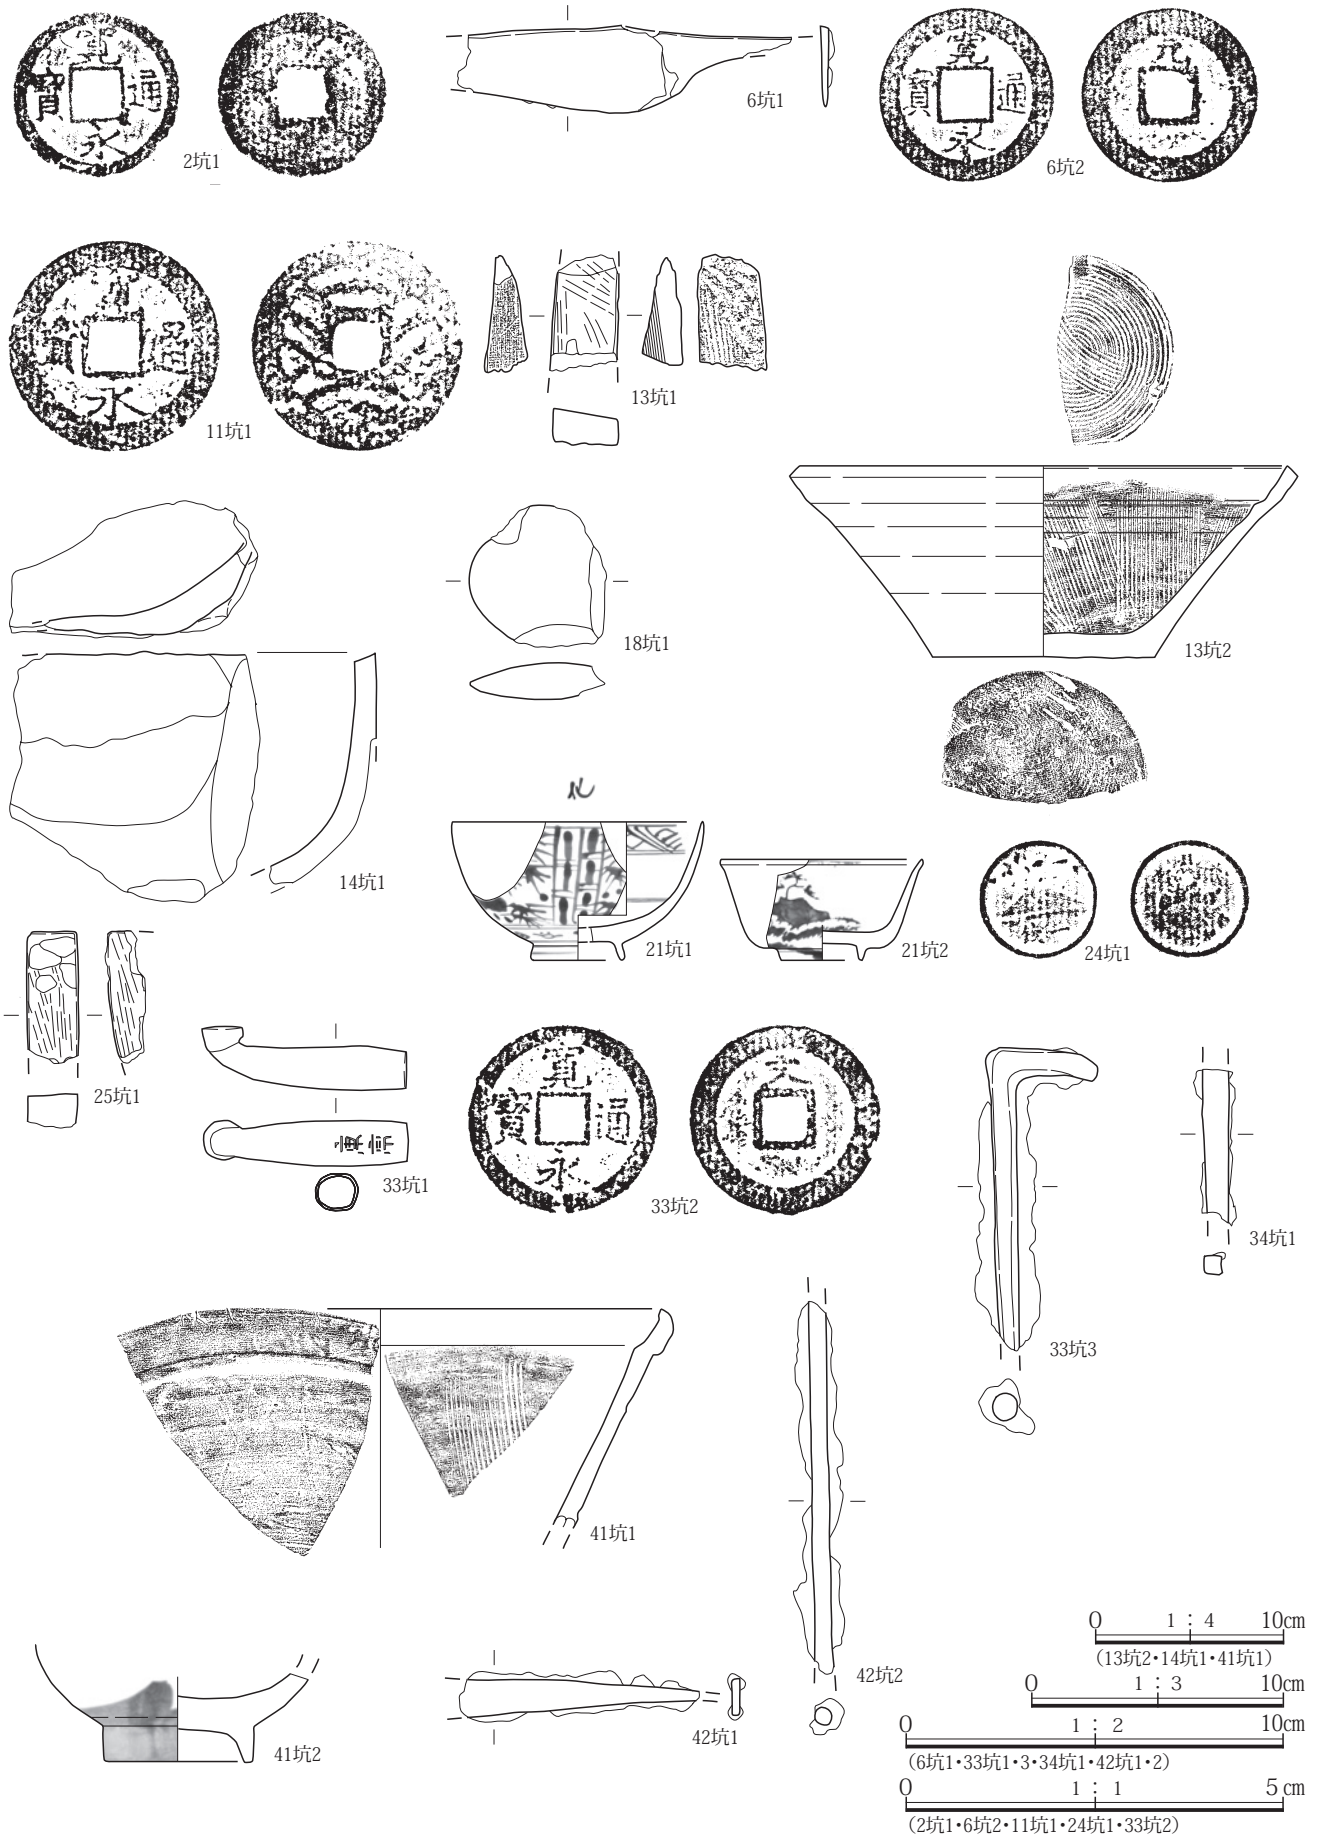 寛永通寳
2坑1
6坑1
寛永通寳
元
6坑2
永
11坑1
13坑1
13坑2
14坑1
18坑1
21坑1
21坑2
24坑1
25坑1
33坑1
寛永通寳
文
33坑2
33坑3
34坑1
41坑1
41坑2
42坑1
42坑2
0 1 : 4 10cm
(13坑2・14坑1・41坑1)
0 1 : 3 10cm
0 1 : 2 10cm
(6坑1・33坑1・3・34坑1・42坑1・2)
0 1 : 1 5cm
(2坑1・6坑2・11坑1・24坑1・33坑2)